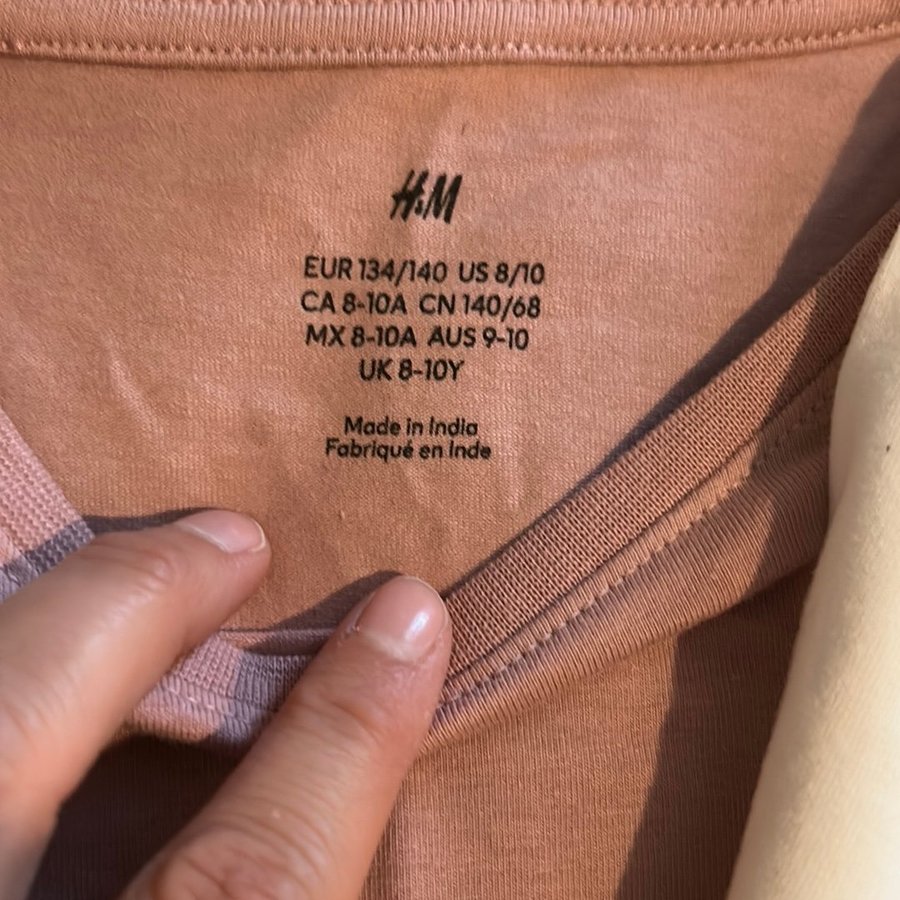 H&M
EUR 134/140 US 8/10
CA 8-10A CN 140/68
MX 8-10A AUS 9-10
UK 8-10Y
Made in India
Fabriqué en Inde